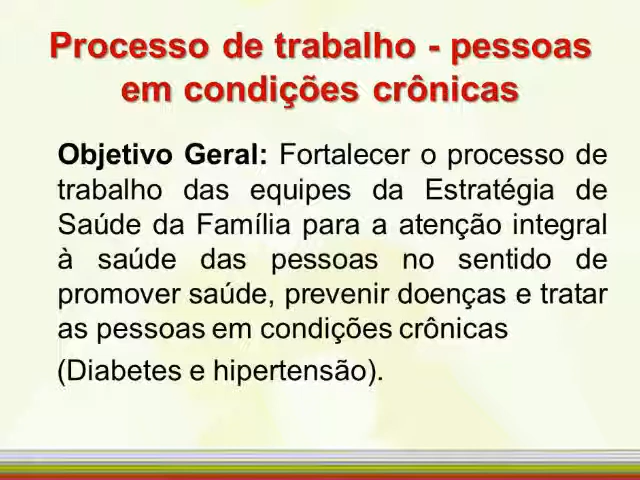 Processo de trabalho - pessoas
em condições crônicas
Objetivo Geral: Fortalecer o processo de
trabalho das equipes da Estratégia de
Saúde da Família para a atenção integral
à saúde das pessoas no sentido de
promover saúde, prevenir doenças e tratar
as pessoas em condições crônicas
(Diabetes e hipertensão).